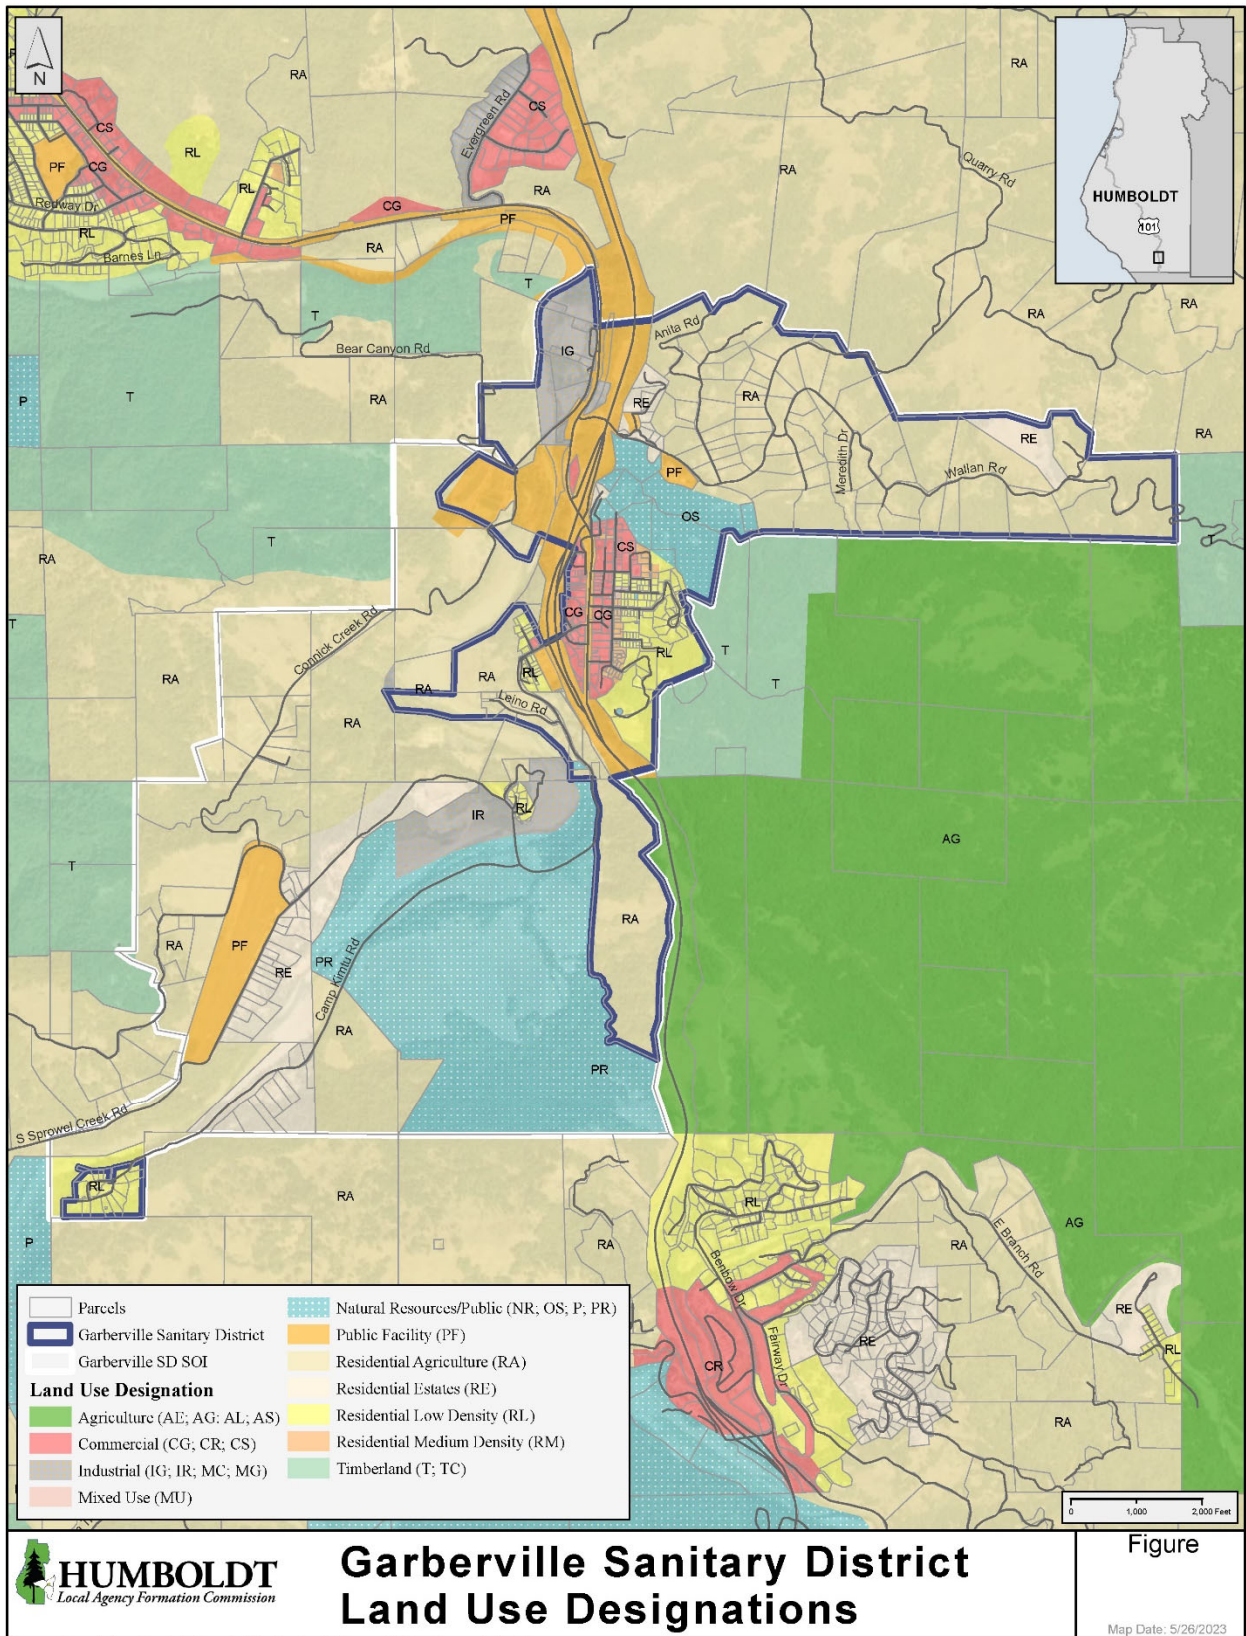 N
HUMBOLDT
101
RA
RA
CS
Evergreen Rd
CS
RL
PF
CG
RL
RA
RA
Quarry Rd
Redway Dr
CG
PF
RL
RA
Barnes Ln
T
RA
T
Anita Rd
RA
Bear Canyon Rd
IG
P
T
RA
RE
RA
RE
RA
Meredith Dr
Wallan Rd
PF
OS
T
T
RA
CS
CG
CG
T
Connick Creek Rd
RL
T
T
RA
RA
RA
RL
RA
Leino Rd
IR
RL
AG
T
RA
PF
RE
PR
Camp Kimtu Rd
RA
RA
PR
S Sprowel Creek Rd
RL
RA
RL
P
RA
AG
RA
E Branch Rd
Benbow Dr
RE
RE
CR
Fairway Dr
RL
RA
Parcels
Garberville Sanitary District
Garberville SD SOI
Land Use Designation
Agriculture (AE; AG; AL; AS)
Commercial (CG; CR; CS)
Industrial (IG; IR; MC; MG)
Mixed Use (MU)
Natural Resources/Public (NR; OS; P; PR)
Public Facility (PF)
Residential Agriculture (RA)
Residential Estates (RE)
Residential Low Density (RL)
Residential Medium Density (RM)
Timberland (T; TC)
0 1,000 2,000 Feet
HUMBOLDT
Local Agency Formation Commission
Garberville Sanitary District
Land Use Designations
Figure
Map Date: 5/26/2023